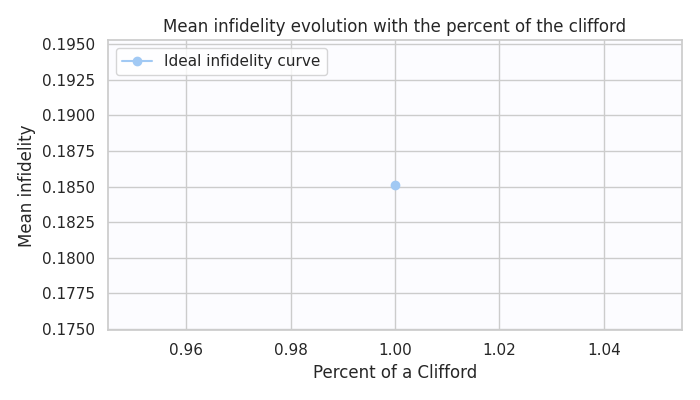 Mean infidelity evolution with the percent of the clifford
Ideal infidelity curve
Mean infidelity
0.1950
0.1925
0.1900
0.1875
0.1850
0.1825
0.1800
0.1775
0.1750
0.96 0.98 1.00 1.02 1.04
Percent of a Clifford